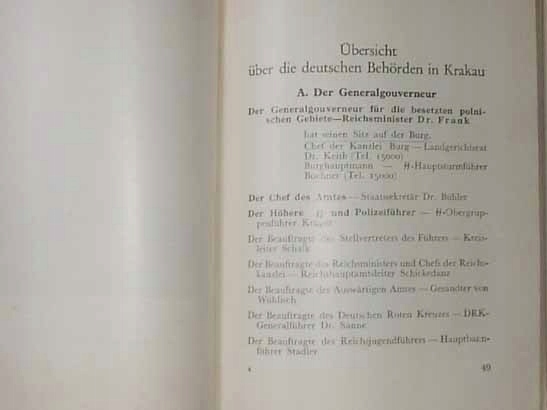 Übersicht
über die deutschen Behörden in Krakau
A. Der Generalgouverneur
Der Generalgouverneur für die besetzten polni-
schen Gebiete—Reichsminister Dr. Frank
hat seinen Sitz auf der Burg.
Chef der Kanzlei Burg — Landgerichtsrat
Dr. Keith (Tel. 15000)
Burghauptmann — ᛋᛋ-Hauptsturmführer
Bochner (Tel. 15000)
Der Chef des Amtes — Staatssekretär Dr. Bühler
Der Höhere ᛋᛋ und Polizeiführer — ᛋᛋ-Obergrup-
penführer Krüger
Der Beauftragte des Stellvertreters des Führers — Kreis-
leiter Schalk
Der Beauftragte des Reichsministers und Chefs der Reichs-
kanzlei — Reichshauptamtsleiter Schickedanz
Der Beauftragte des Auswärtigen Amtes — Gesandter von
Wühlisch
Der Beauftragte des Deutschen Roten Kreuzes — DRK-
Generalführer Dr. Sanne
Der Beauftragte des Reichsjugendführers — Hauptbann-
führer Stadler
4 49